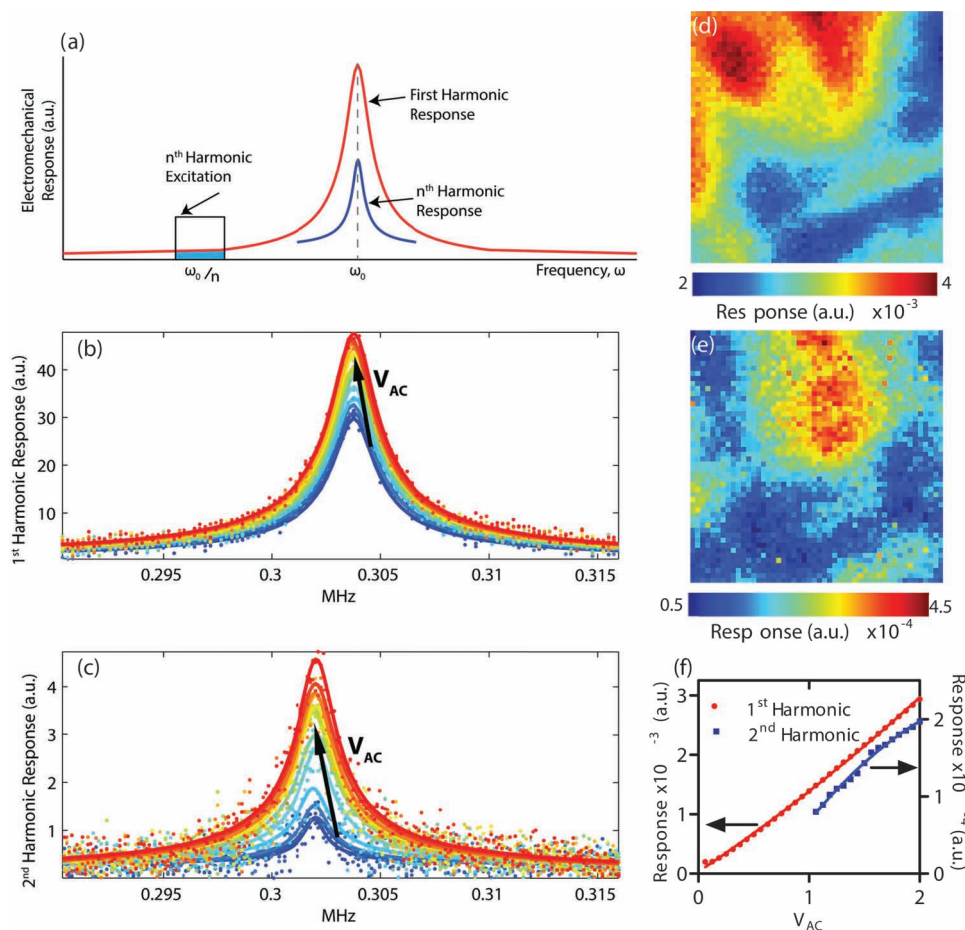 (a)
Electromechanical
Response (a.u.)
nth Harmonic
Excitation
First Harmonic
Response
nth Harmonic
Response
ω0/n
ω0
Frequency, ω
(b)
1st Harmonic Response (a.u.)
40
30
20
10
VAC
0.295
0.3
0.305
0.31
0.315
MHz
(c)
2nd Harmonic Response (a.u.)
4
3
2
1
VAC
0.295
0.3
0.305
0.31
0.315
MHz
(d)
2
4
Res ponse (a.u.) x10-3
(e)
0.5
4.5
Resp onse (a.u.) x10-4
(f)
Response x10-3 (a.u.)
3
2
1
0
1st Harmonic
2nd Harmonic
2
1
0
Response x10-4 (a.u.)
0
1
2
VAC